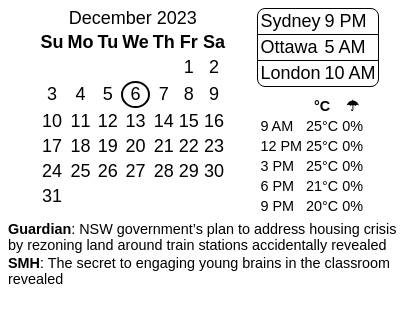 December 2023
Su Mo Tu We Th Fr Sa
1 2
3 4 5 6 7 8 9
10 11 12 13 14 15 16
17 18 19 20 21 22 23
24 25 26 27 28 29 30
31
Sydney 9 PM
Ottawa 5 AM
London 10 AM
°C ☂
9 AM 25°C 0%
12 PM 25°C 0%
3 PM 25°C 0%
6 PM 21°C 0%
9 PM 20°C 0%
Guardian: NSW government's plan to address housing crisis
by rezoning land around train stations accidentally revealed
SMH: The secret to engaging young brains in the classroom
revealed